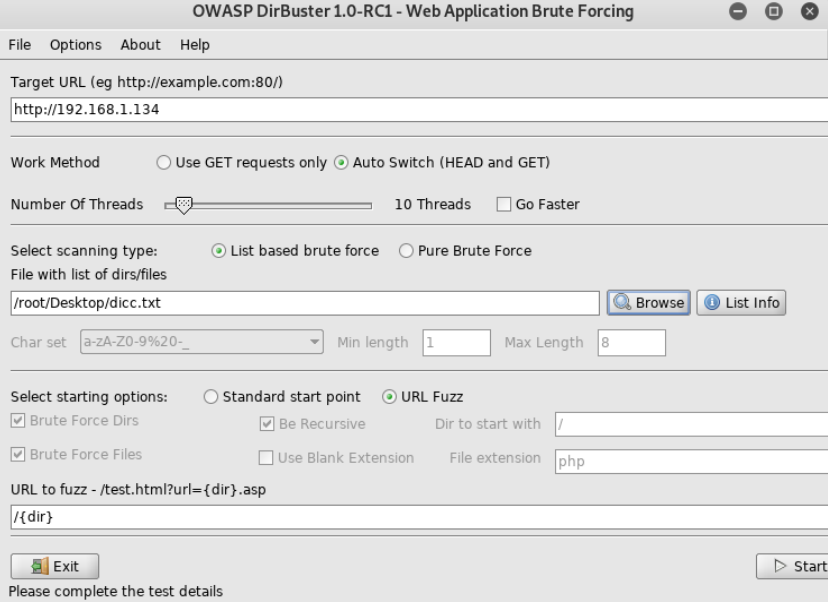 OWASP DirBuster 1.0-RC1 - Web Application Brute Forcing
File Options About Help
Target URL (eg http://example.com:80/)
http://192.168.1.134
Work Method Use GET requests only Auto Switch (HEAD and GET)
Number Of Threads 10 Threads Go Faster
Select scanning type: List based brute force Pure Brute Force
File with list of dirs/files
/root/Desktop/dicc.txt Browse List Info
Char set a-zA-Z0-9%20-_ Min length 1 Max Length 8
Select starting options: Standard start point URL Fuzz
Brute Force Dirs Be Recursive Dir to start with /
Brute Force Files Use Blank Extension File extension php
URL to fuzz - /test.html?url={dir}.asp
/{dir}
Exit Start
Please complete the test details